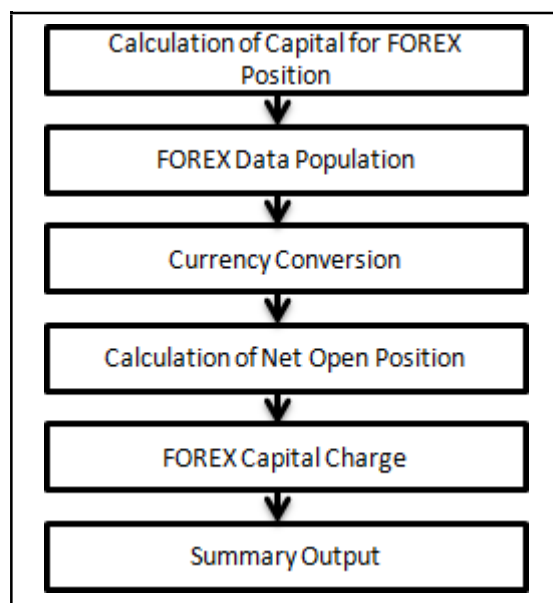 Calculation of Capital for FOREX
Position
FOREX Data Population
Currency Conversion
Calculation of Net Open Position
FOREX Capital Charge
Summary Output